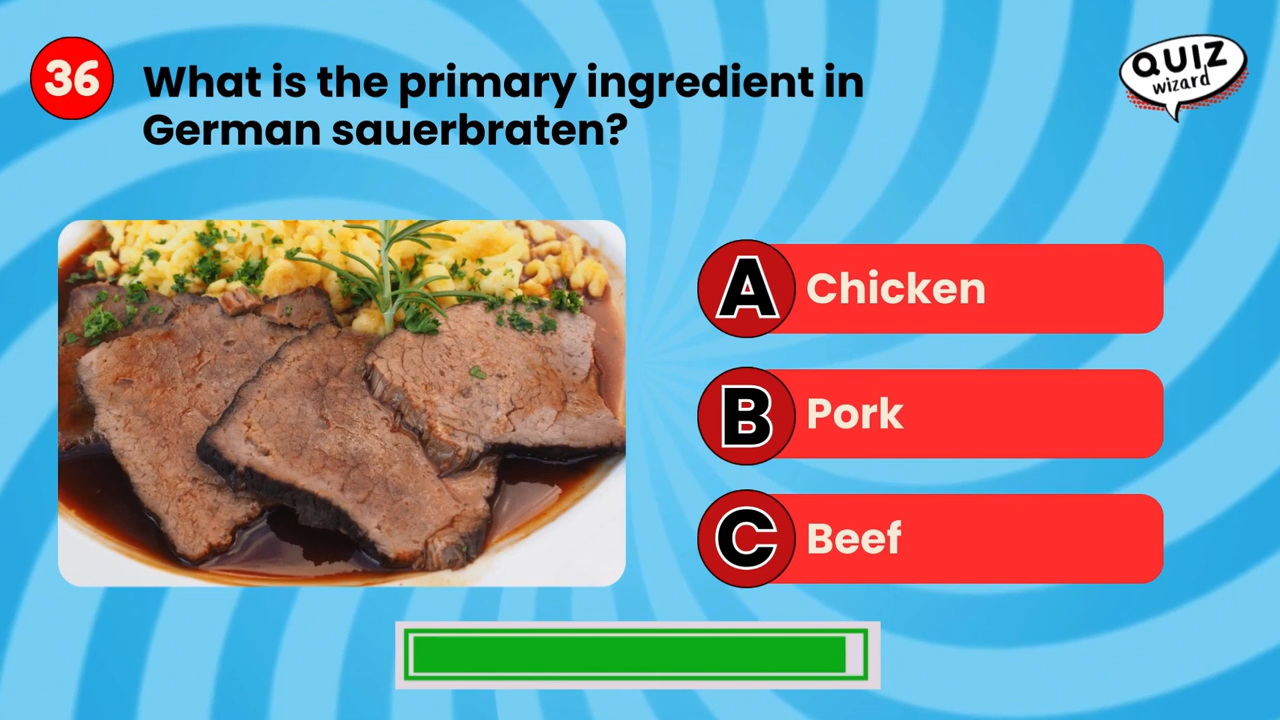 36
What is the primary ingredient in
German sauerbraten?
QUIZ
wizard
A Chicken
B Pork
C Beef